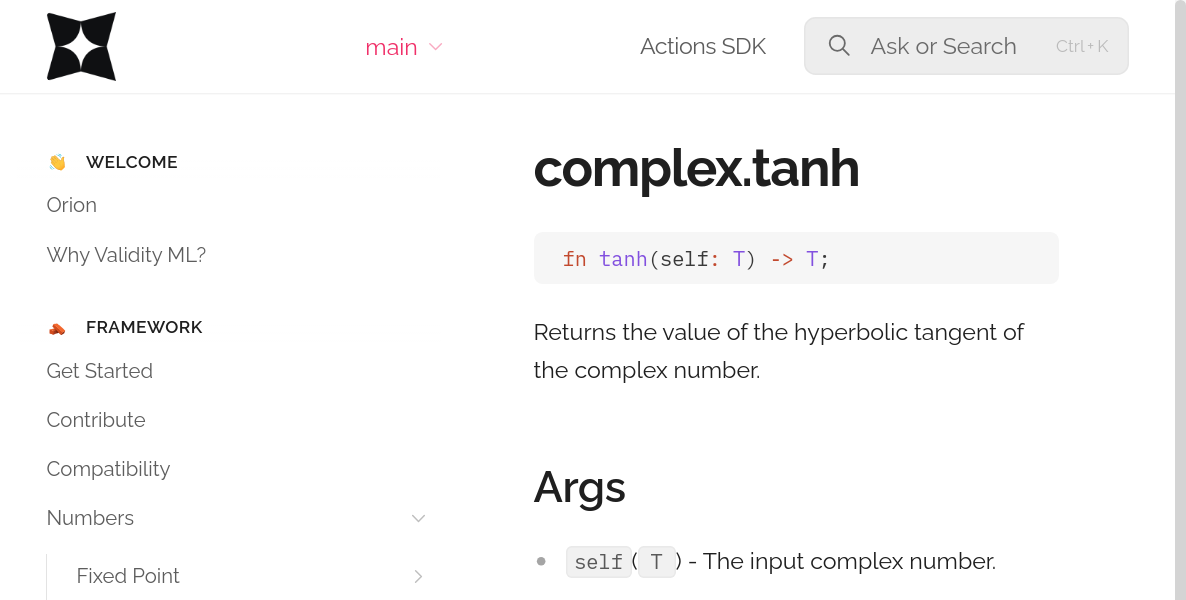 main
Actions SDK
Ask or Search
Ctrl + K
WELCOME
Orion
Why Validity ML?
FRAMEWORK
Get Started
Contribute
Compatibility
Numbers
Fixed Point
complex.tanh
fn tanh(self: T) -> T;
Returns the value of the hyperbolic tangent of
the complex number.
Args
self(T) - The input complex number.